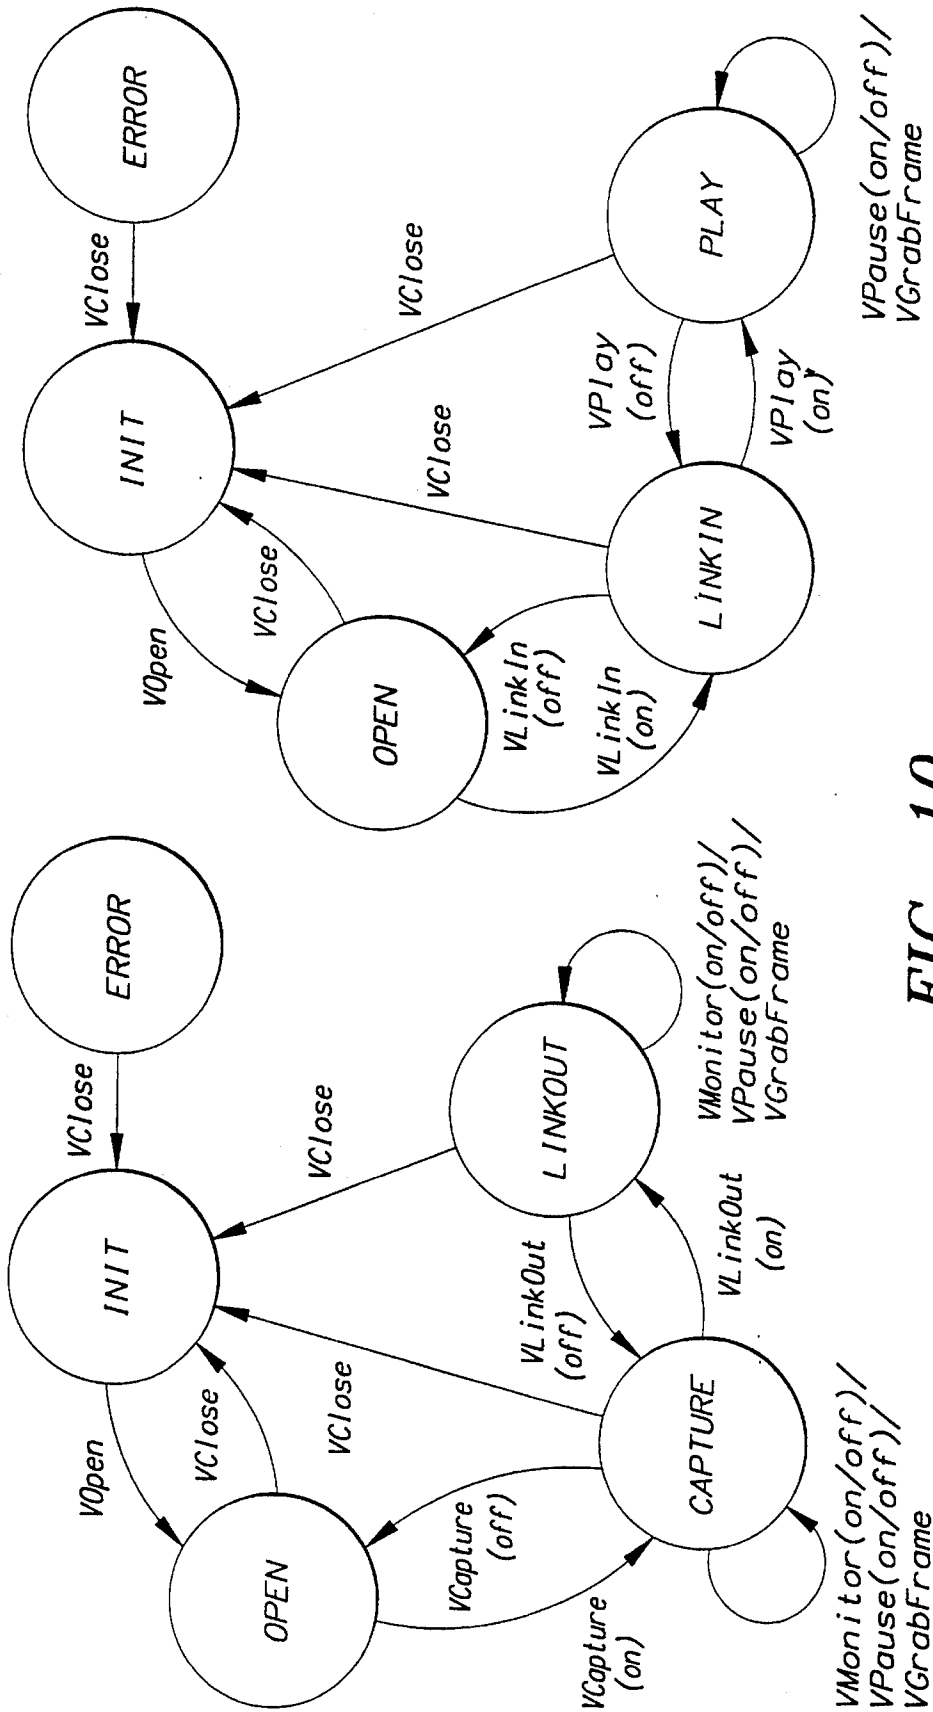 ERROR
VClose
INIT
VOpen
VClose
OPEN
VClose
VClose
VCapture
(off)
VCapture
(on)
CAPTURE
VLinkOut
(off)
VLinkOut
(on)
LINKOUT
VMonitor(on/off)/
VPause(on/off)/
VGrabFrame
VMonitor(on/off)/
VPause(on/off)/
VGrabFrame
ERROR
VClose
INIT
VOpen
VClose
OPEN
VClose
VClose
VLinkIn
(off)
VLinkIn
(on)
LINKIN
VPlay
(off)
VPlay
(on)
PLAY
VPause(on/off)/
VGrabFrame